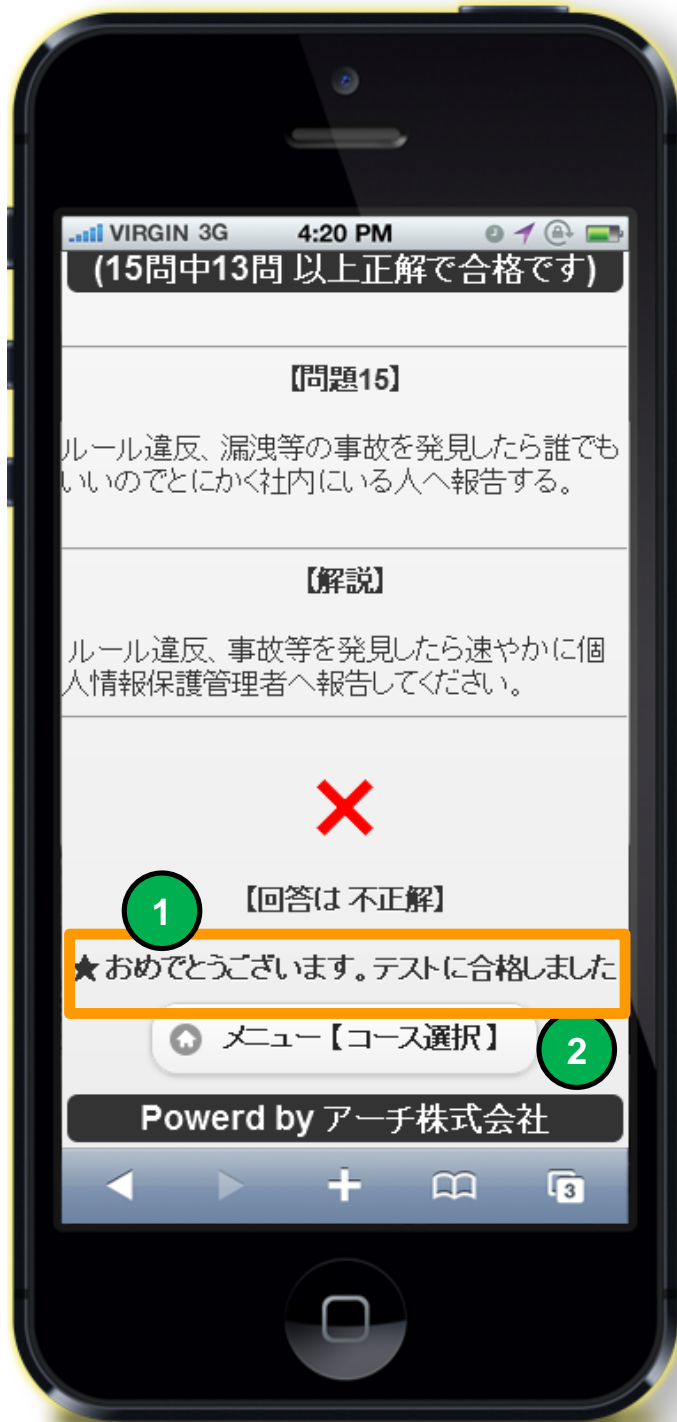 VIRGIN 3G 4:20 PM
(15問中13問 以上正解で合格です)
【問題15】
ルール違反、漏洩等の事故を発見したら誰でも
いいのでとにかく社内にいる人へ報告する。
【解説】
ルール違反、事故等を発見したら速やかに個
人情報保護管理者へ報告してください。
1
【回答は 不正解】
★おめでとうございます。テストに合格しました
メニュー【コース選択】
2
Powerd by アーチ株式会社
3